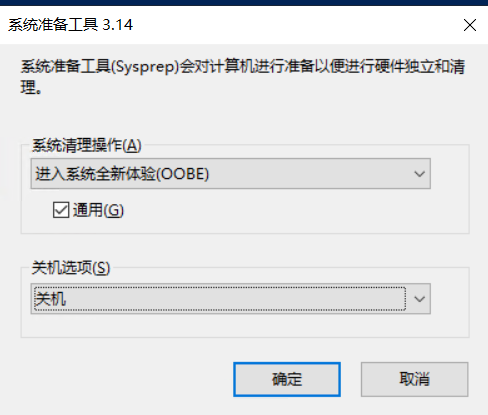 系统准备工具 3.14
系统准备工具(Sysprep)会对计算机进行准备以便进行硬件独立和清
理。
系统清理操作(A)
进入系统全新体验(OOBE)
通用(G)
关机选项(S)
关机
确定
取消